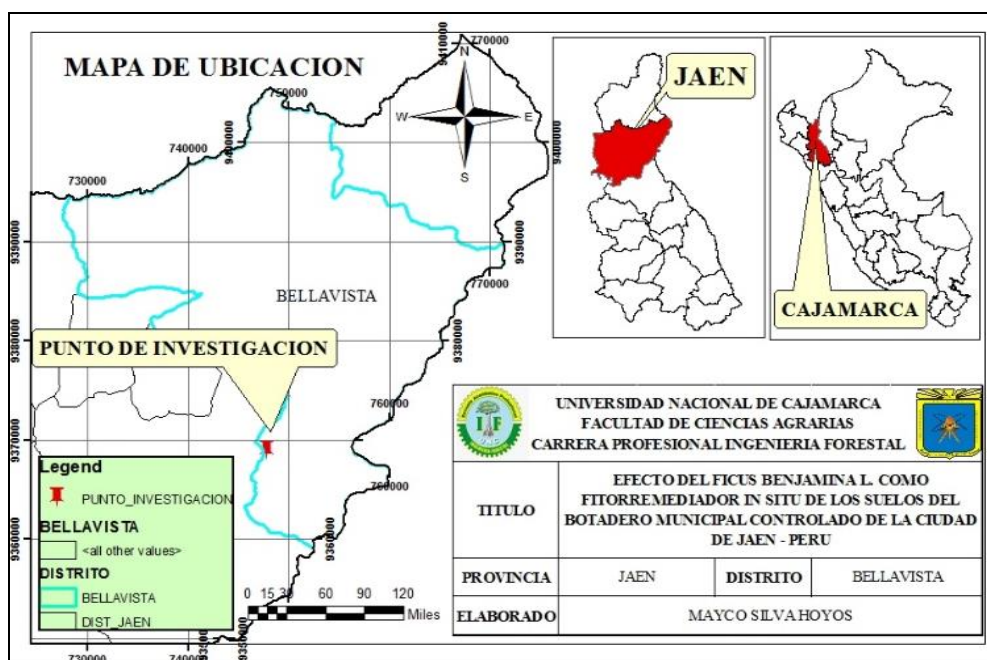 MAPA DE UBICACION
9410000
770000
N
W
E
S
750000
9400000
740000
730000
9400000
9390000
9390000
770000
BELLAVISTA
PUNTO DE INVESTIGACION
9380000
9380000
760000
9370000
760000
9360000
9360000
Legend
PUNTO_INVESTIGACION
BELLAVISTA
<all other values>
DISTRITO
BELLAVISTA
DIST_JAEN
0 15 30 60 90 120
Miles
730000
740000
JAEN
CAJAMARCA
UNIVERSIDAD NACIONAL DE CAJAMARCA
FACULTAD DE CIENCIAS AGRARIAS
CARRERA PROFESIONAL INGENIERIA FORESTAL
TITULO
EFECTO DEL FICUS BENJAMINA L. COMO
FITORREMEDIADOR IN SITU DE LOS SUELOS DEL
BOTADERO MUNICIPAL CONTROLADO DE LA CIUDAD
DE JAEN - PERU
PROVINCIA JAEN DISTRITO BELLAVISTA
ELABORADO MAYCO SILVA HOYOS